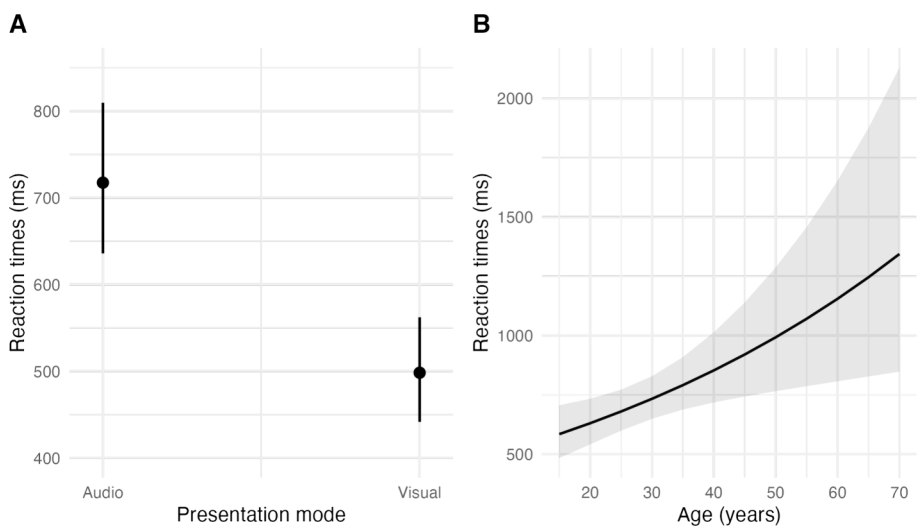 A
Reaction times (ms)
800
700
600
500
400
Audio
Visual
Presentation mode
B
Reaction times (ms)
2000
1500
1000
500
20 30 40 50 60 70
Age (years)